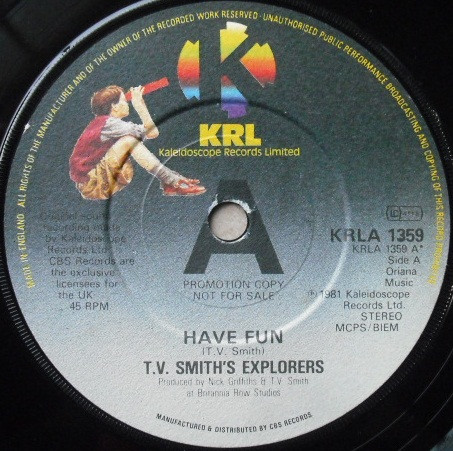 ALL RIGHTS OF THE MANUFACTURER AND OF THE OWNER OF THE RECORDED WORK RESERVED · UNAUTHORISED PUBLIC PERFORMANCE BROADCASTING AND COPYING OF THIS RECORD PROHIBITED
MADE IN ENGLAND
K
KRL
Kaleidoscope Records Limited
A
KRLA 1359
KRLA 1359 A*
Side A
Oriana
Music
recording rights
by Kaleidoscope
Records Ltd
CBS Records are
the exclusive
licensees for
the UK
45 RPM
PROMOTION COPY
NOT FOR SALE
℗ 1981 Kaleidoscope
Records Ltd.
STEREO
MCPS/BIEM
HAVE FUN
(T.V. Smith)
T.V. SMITH'S EXPLORERS
Produced by Nick Griffiths & T.V. Smith
at Britannia Row Studios
MANUFACTURED & DISTRIBUTED BY CBS RECORDS